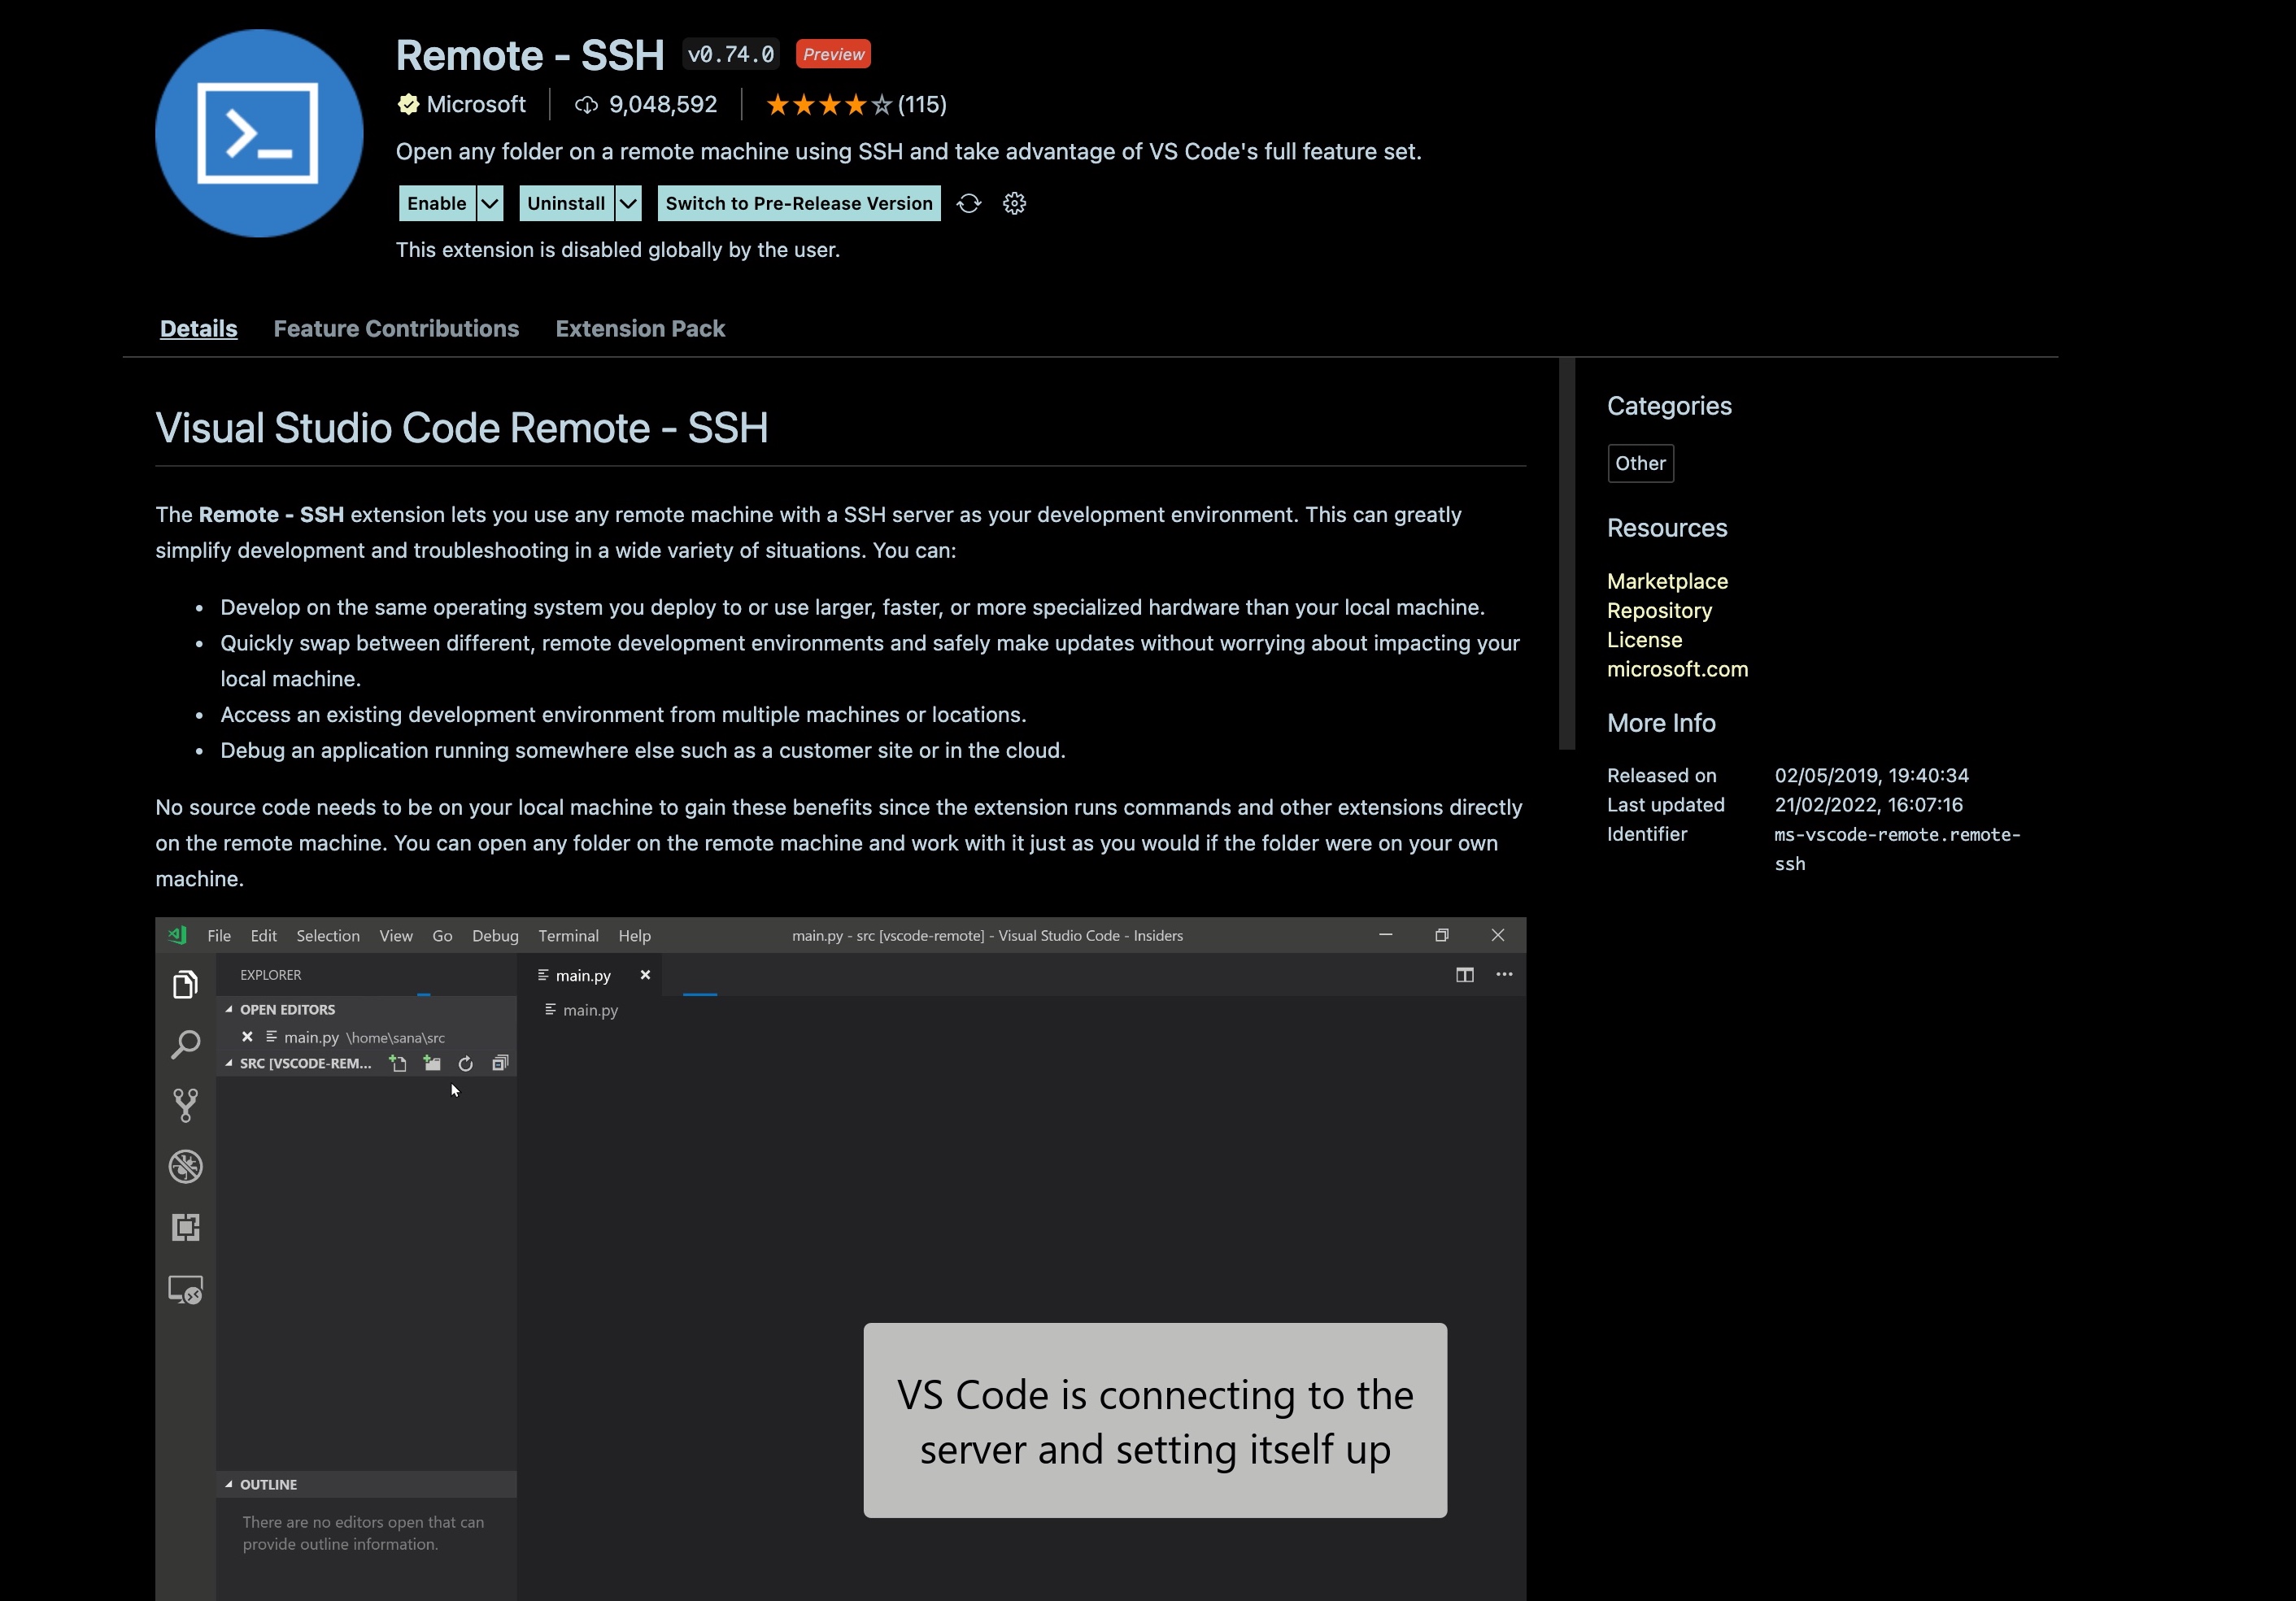 Remote - SSH v0.74.0 Preview
Microsoft 9,048,592 (115)
Open any folder on a remote machine using SSH and take advantage of VS Code's full feature set.
Enable Uninstall Switch to Pre-Release Version
This extension is disabled globally by the user.
Details Feature Contributions Extension Pack
Visual Studio Code Remote - SSH
The Remote - SSH extension lets you use any remote machine with a SSH server as your development environment. This can greatly
simplify development and troubleshooting in a wide variety of situations. You can:
• Develop on the same operating system you deploy to or use larger, faster, or more specialized hardware than your local machine.
• Quickly swap between different, remote development environments and safely make updates without worrying about impacting your
local machine.
• Access an existing development environment from multiple machines or locations.
• Debug an application running somewhere else such as a customer site or in the cloud.
No source code needs to be on your local machine to gain these benefits since the extension runs commands and other extensions directly
on the remote machine. You can open any folder on the remote machine and work with it just as you would if the folder were on your own
machine.
File Edit Selection View Go Debug Terminal Help main.py - src [vscode-remote] - Visual Studio Code - Insiders
EXPLORER
OPEN EDITORS
main.py \home\sana\src
SRC [VSCODE-REM...
OUTLINE
There are no editors open that can
provide outline information.
main.py
main.py
VS Code is connecting to the
server and setting itself up
Categories
Other
Resources
Marketplace
Repository
License
microsoft.com
More Info
Released on 02/05/2019, 19:40:34
Last updated 21/02/2022, 16:07:16
Identifier ms-vscode-remote.remote-
ssh